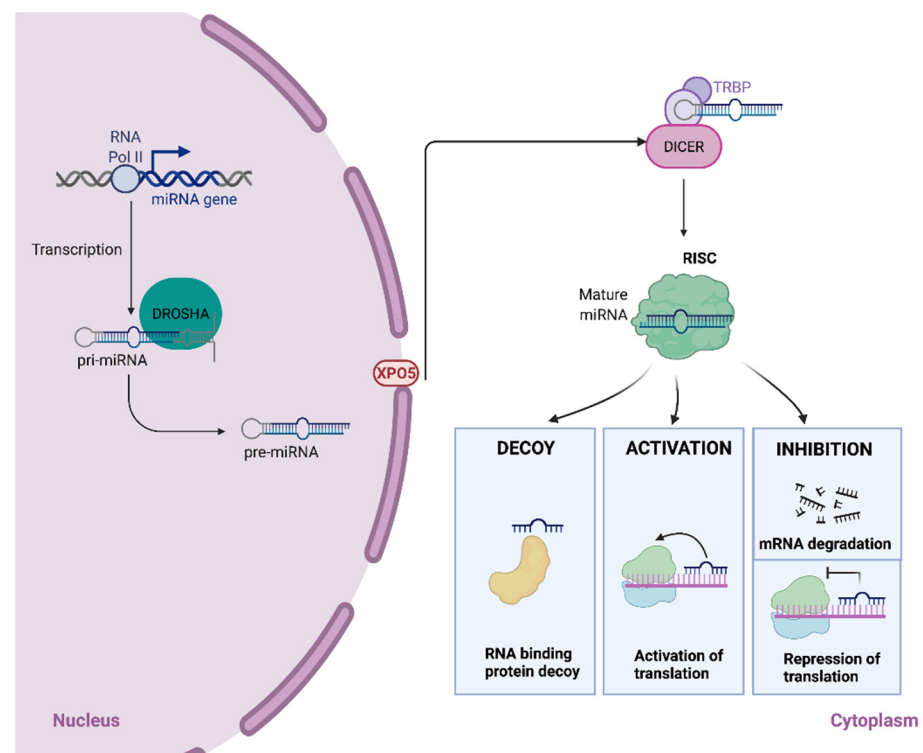 RNA
Pol II
miRNA gene
Transcription
DROSHA
pri-miRNA
pre-miRNA
XPO5
TRBP
DICER
RISC
Mature
miRNA
DECOY
RNA binding
protein decoy
ACTIVATION
Activation of
translation
INHIBITION
mRNA degradation
Repression of
translation
Nucleus
Cytoplasm